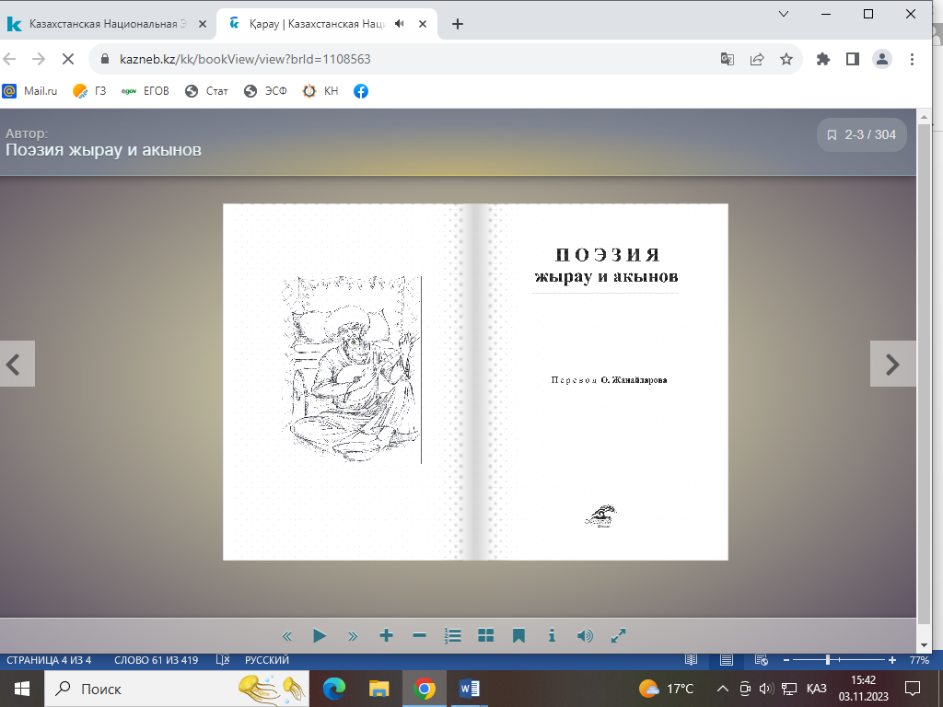 Казахстанская Национальная Э
Қарау | Казахстанская Наци
kazneb.kz/kk/bookView/view?brId=1108563
Mail.ru ГЗ egov ЕГОВ Стат ЭСФ КН
Автор:
Поэзия жырау и акынов
2-3 / 304
ПОЭЗИЯ
жырау и акынов
Перевод О. Жанайдарова
СТРАНИЦА 4 ИЗ 4 СЛОВО 61 ИЗ 419 РУССКИЙ 77%
Поиск 17°C ҚАЗ 15:42
03.11.2023